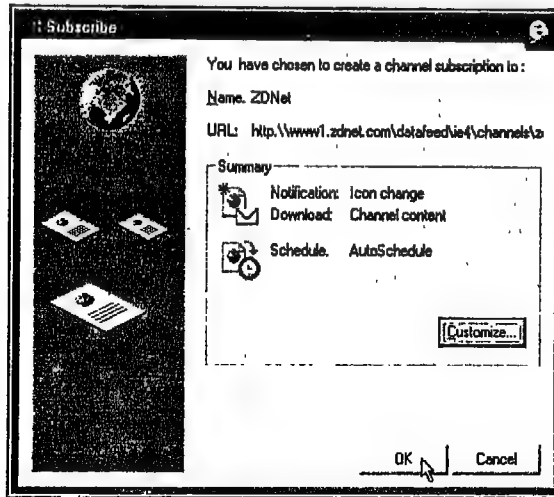 Subscribe
You have chosen to create a channel subscription to:
Name. ZDNet
URL: http.\\www1.zdnet.com\datafeed\ie4\channels\z
Summary
Notification: Icon change
Download: Channel content
Schedule. AutoSchedule
Customize...
OK Cancel